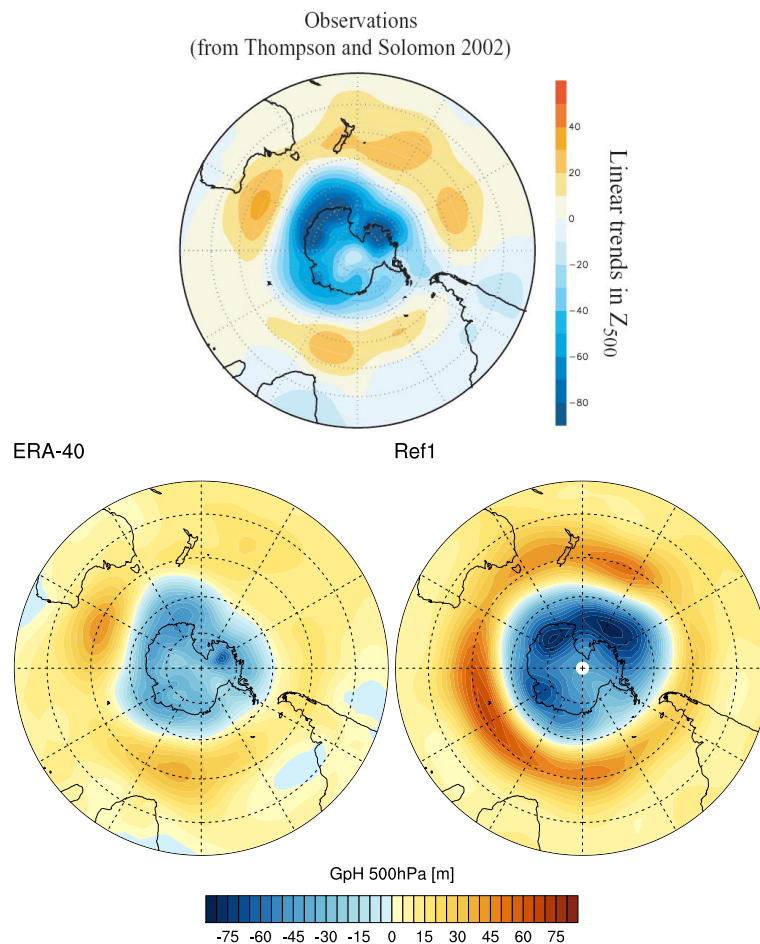 Observations
(from Thompson and Solomon 2002)
40
20
0
-20
-40
-60
-80
Linear trends in Z500
ERA-40
Ref1
GpH 500hPa [m]
-75 -60 -45 -30 -15 0 15 30 45 60 75